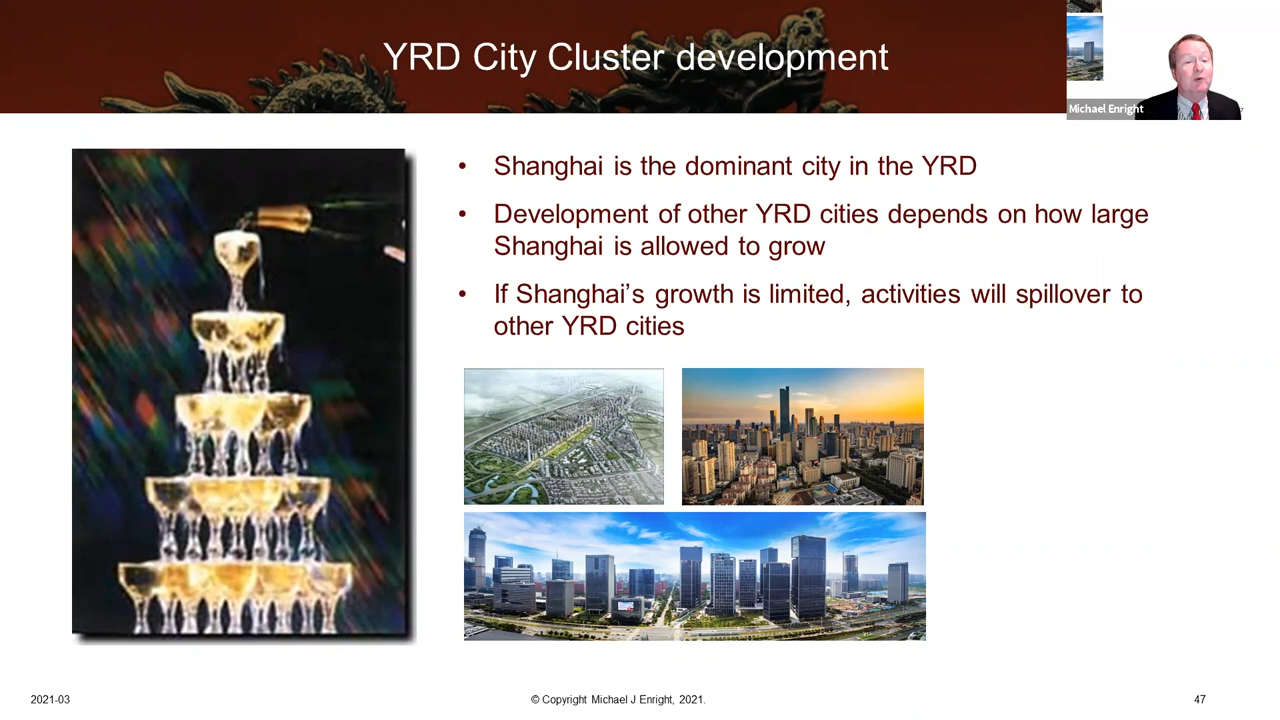 YRD City Cluster development
Michael Enright
• Shanghai is the dominant city in the YRD
• Development of other YRD cities depends on how large
Shanghai is allowed to grow
• If Shanghai’s growth is limited, activities will spillover to
other YRD cities
2021-03
© Copyright Michael J Enright, 2021.
47